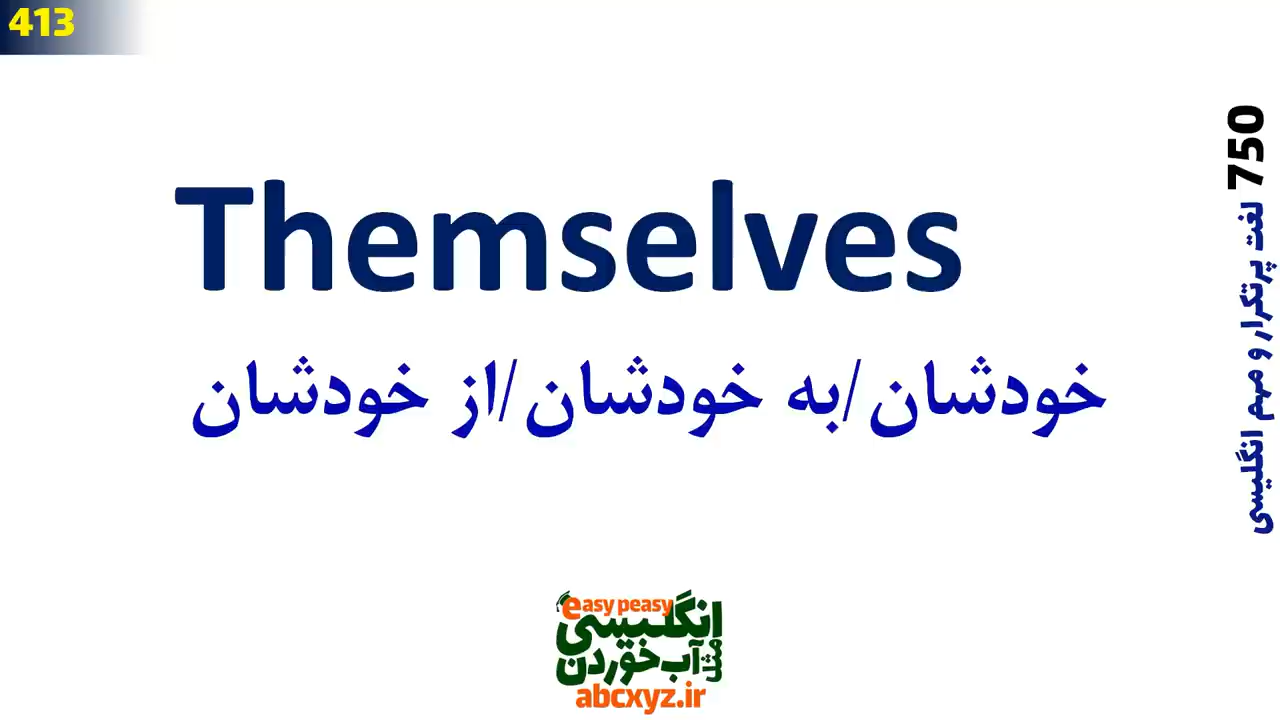 413
Themselves
خودشان/به خودشان/از خودشان
750 لغت پرتکرار و مهم انگلیسی
easy peasy
انگلیسی
مثل آب خوردن
abcxyz.ir